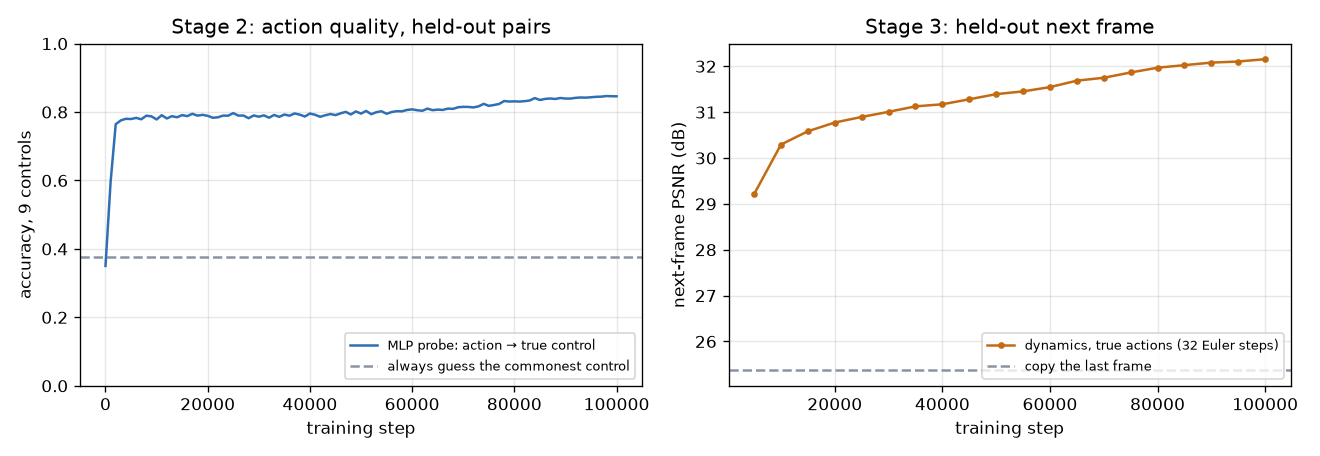 Stage 2: action quality, held-out pairs
accuracy, 9 controls
1.0
0.8
0.6
0.4
0.2
0.0
MLP probe: action → true control
always guess the commonest control
0
20000
40000
60000
80000
100000
training step
Stage 3: held-out next frame
next-frame PSNR (dB)
32
31
30
29
28
27
26
dynamics, true actions (32 Euler steps)
copy the last frame
20000
40000
60000
80000
100000
training step